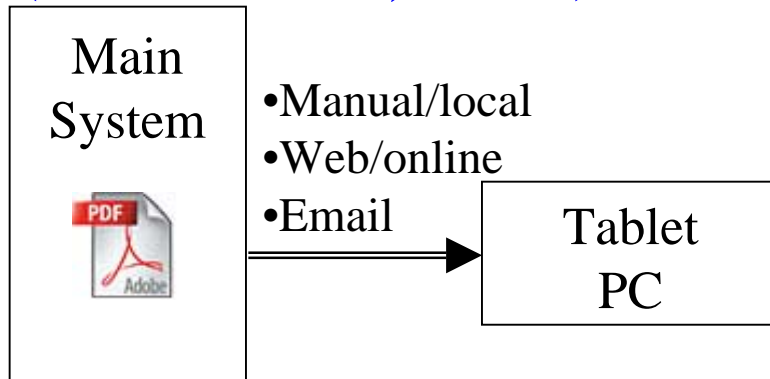 Main
System
•Manual/local
•Web/online
•Email
PDF
Adobe
Tablet
PC